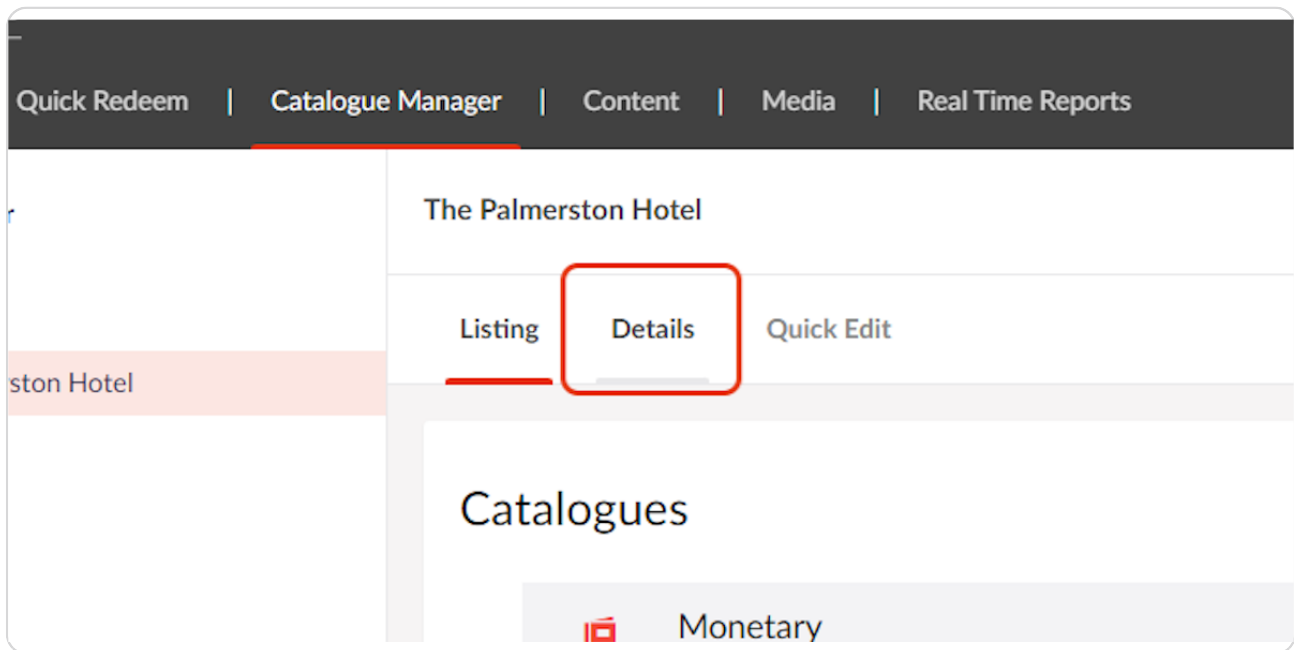 Quick Redeem | Catalogue Manager | Content | Media | Real Time Reports
The Palmerston Hotel
Listing Details Quick Edit
ston Hotel
Catalogues
Monetary